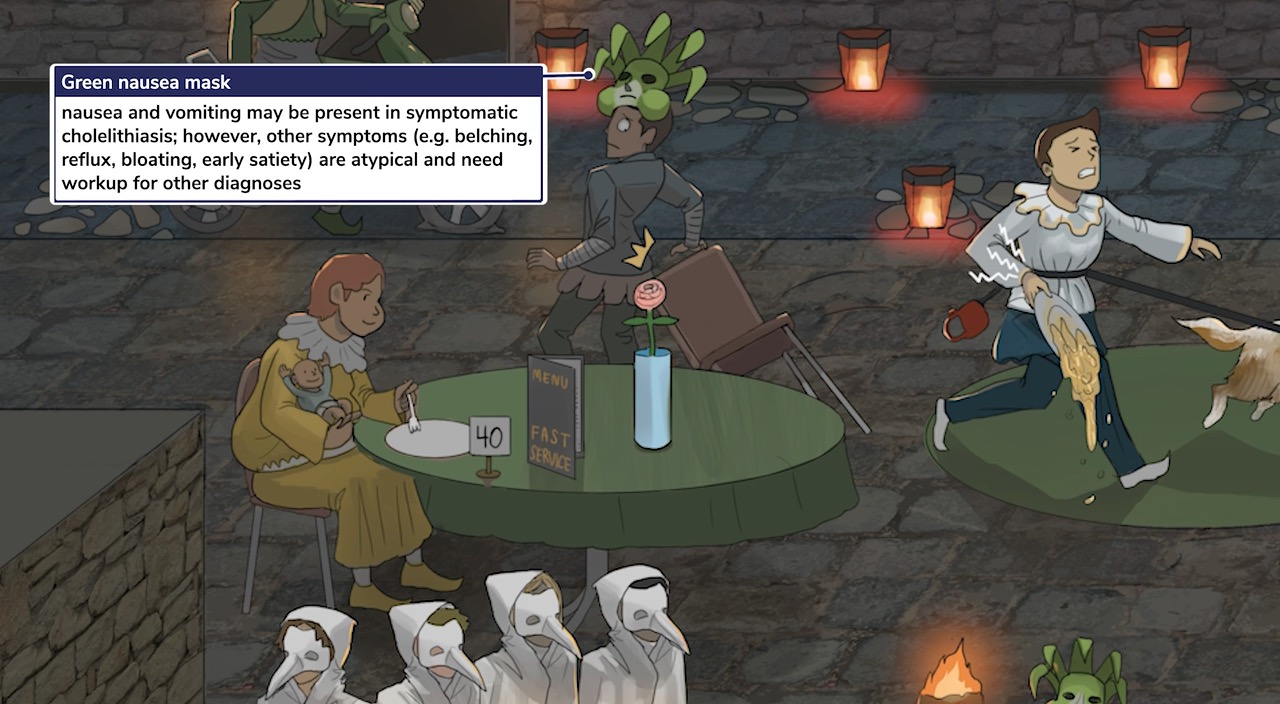 Green nausea mask
nausea and vomiting may be present in symptomatic
cholelithiasis; however, other symptoms (e.g. belching,
reflux, bloating, early satiety) are atypical and need
workup for other diagnoses
MENU
FAST
SERVICE
40